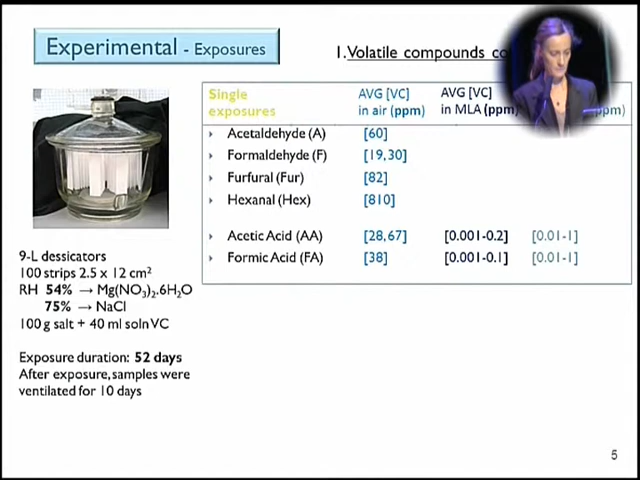 Experimental - Exposures
1. Volatile compounds
Single
exposures
AVG [VC]
in air (ppm)
AVG [VC]
in MLA (ppm)
ppm)
Acetaldehyde (A) [60]
Formaldehyde (F) [19,30]
Furfural (Fur) [82]
Hexanal (Hex) [810]
Acetic Acid (AA) [28,67] [0.001-0.2] [0.01-1]
Formic Acid (FA) [38] [0.001-0.1] [0.01-1]
9-L dessicators
100 strips 2.5 x 12 cm²
RH 54% → Mg(NO₃)₂.6H₂O
75% → NaCl
100 g salt + 40 ml soln VC
Exposure duration: 52 days
After exposure, samples were
ventilated for 10 days
5